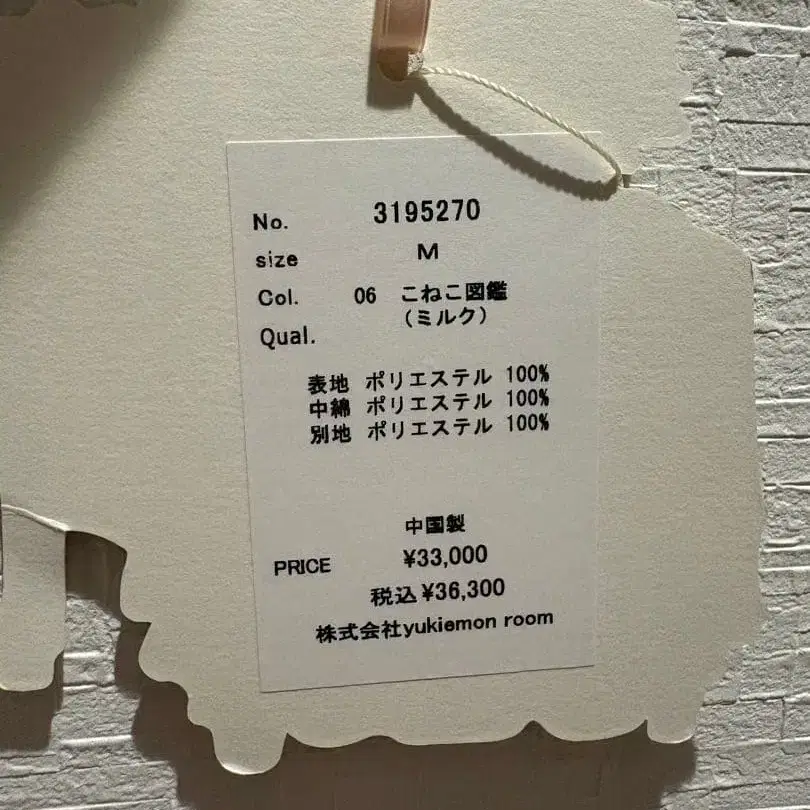 No. 3195270
size M
Col. 06 こねこ図鑑
（ミルク）
Qual.
表地 ポリエステル 100%
中綿 ポリエステル 100%
別地 ポリエステル 100%
中国製
PRICE ¥33,000
税込¥36,300
株式会社yukiemon room